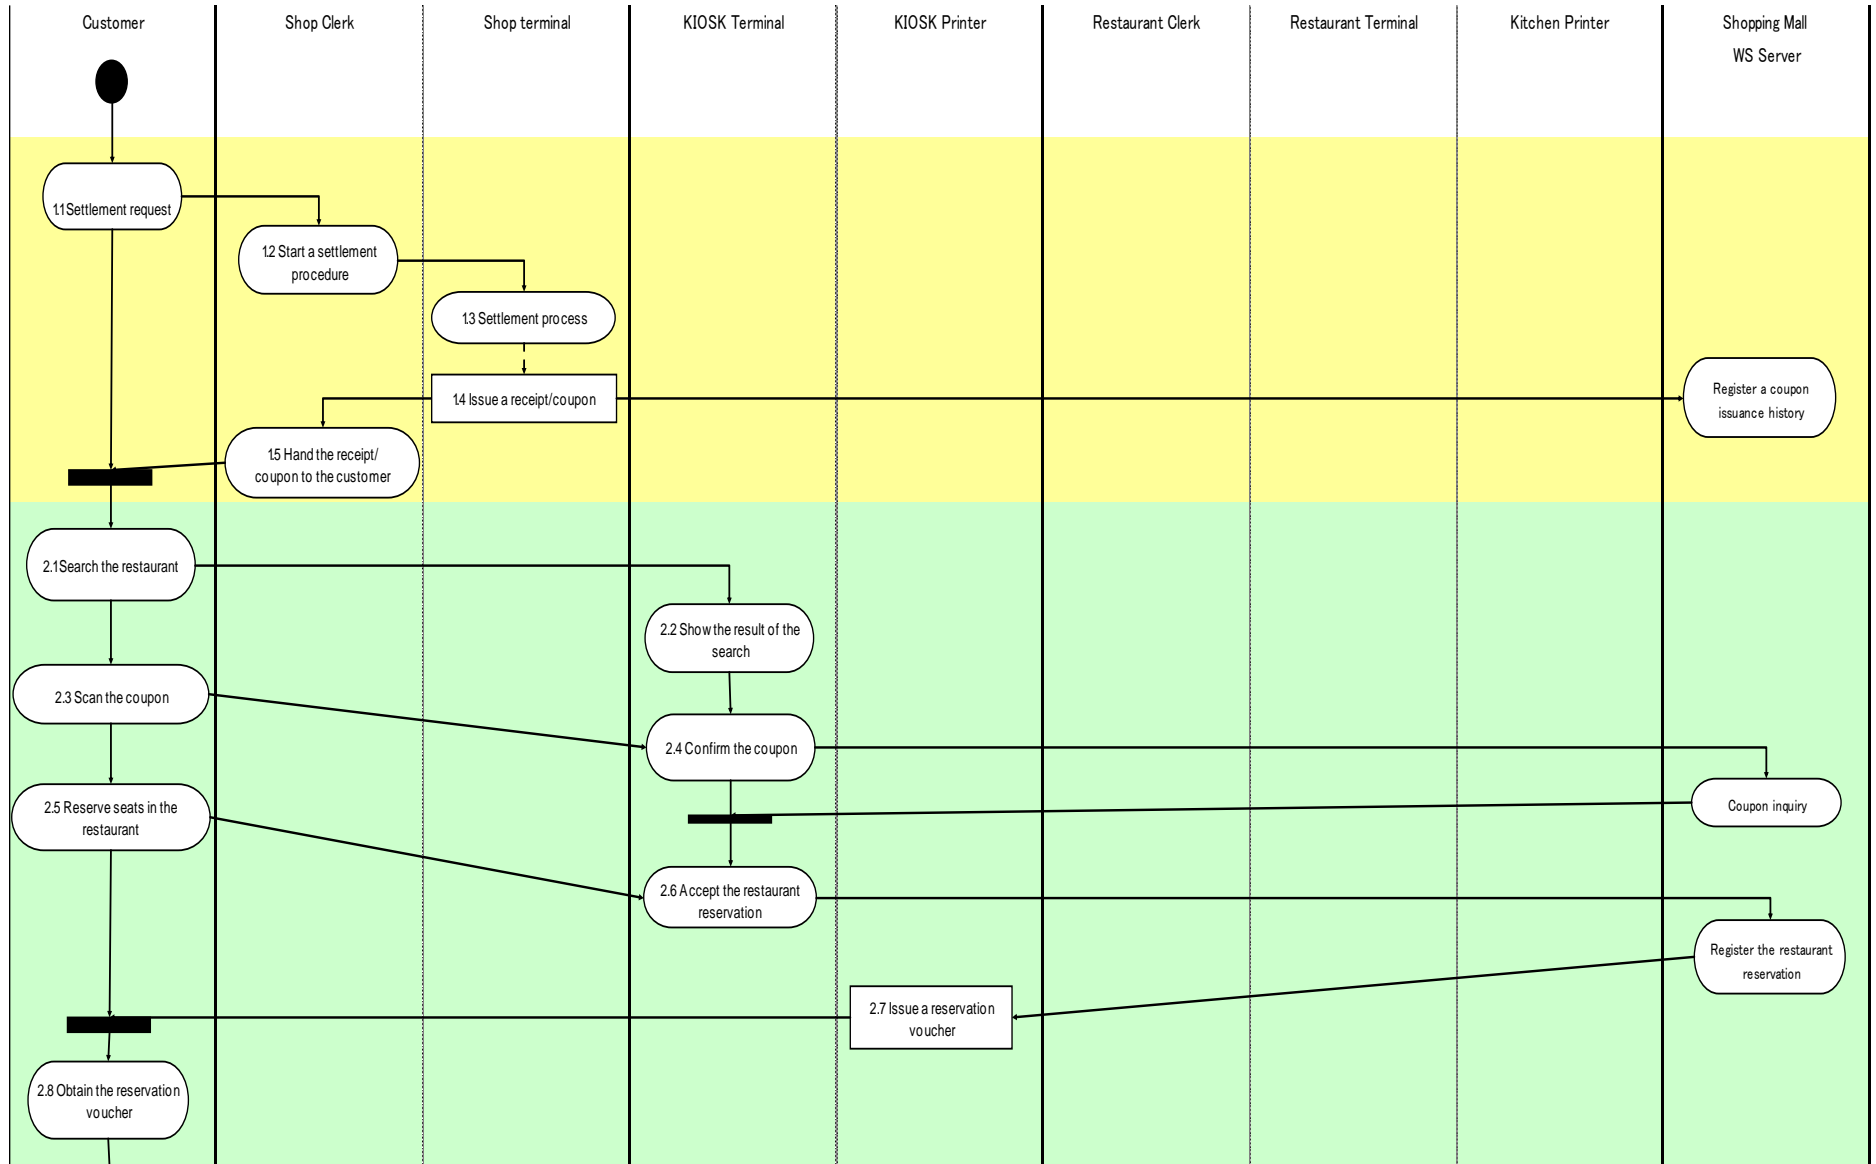 Customer
Shop Clerk
Shop terminal
KIOSK Terminal
KIOSK Printer
Restaurant Clerk
Restaurant Terminal
Kitchen Printer
Shopping Mall
WS Server
1.1 Settlement request
1.2 Start a settlement
procedure
1.3 Settlement process
1.4 Issue a receipt/coupon
Register a coupon
issuance history
1.5 Hand the receipt/
coupon to the customer
2.1 Search the restaurant
2.2 Show the result of the
search
2.3 Scan the coupon
2.4 Confirm the coupon
2.5 Reserve seats in the
restaurant
Coupon inquiry
2.6 Accept the restaurant
reservation
Register the restaurant
reservation
2.7 Issue a reservation
voucher
2.8 Obtain the reservation
voucher